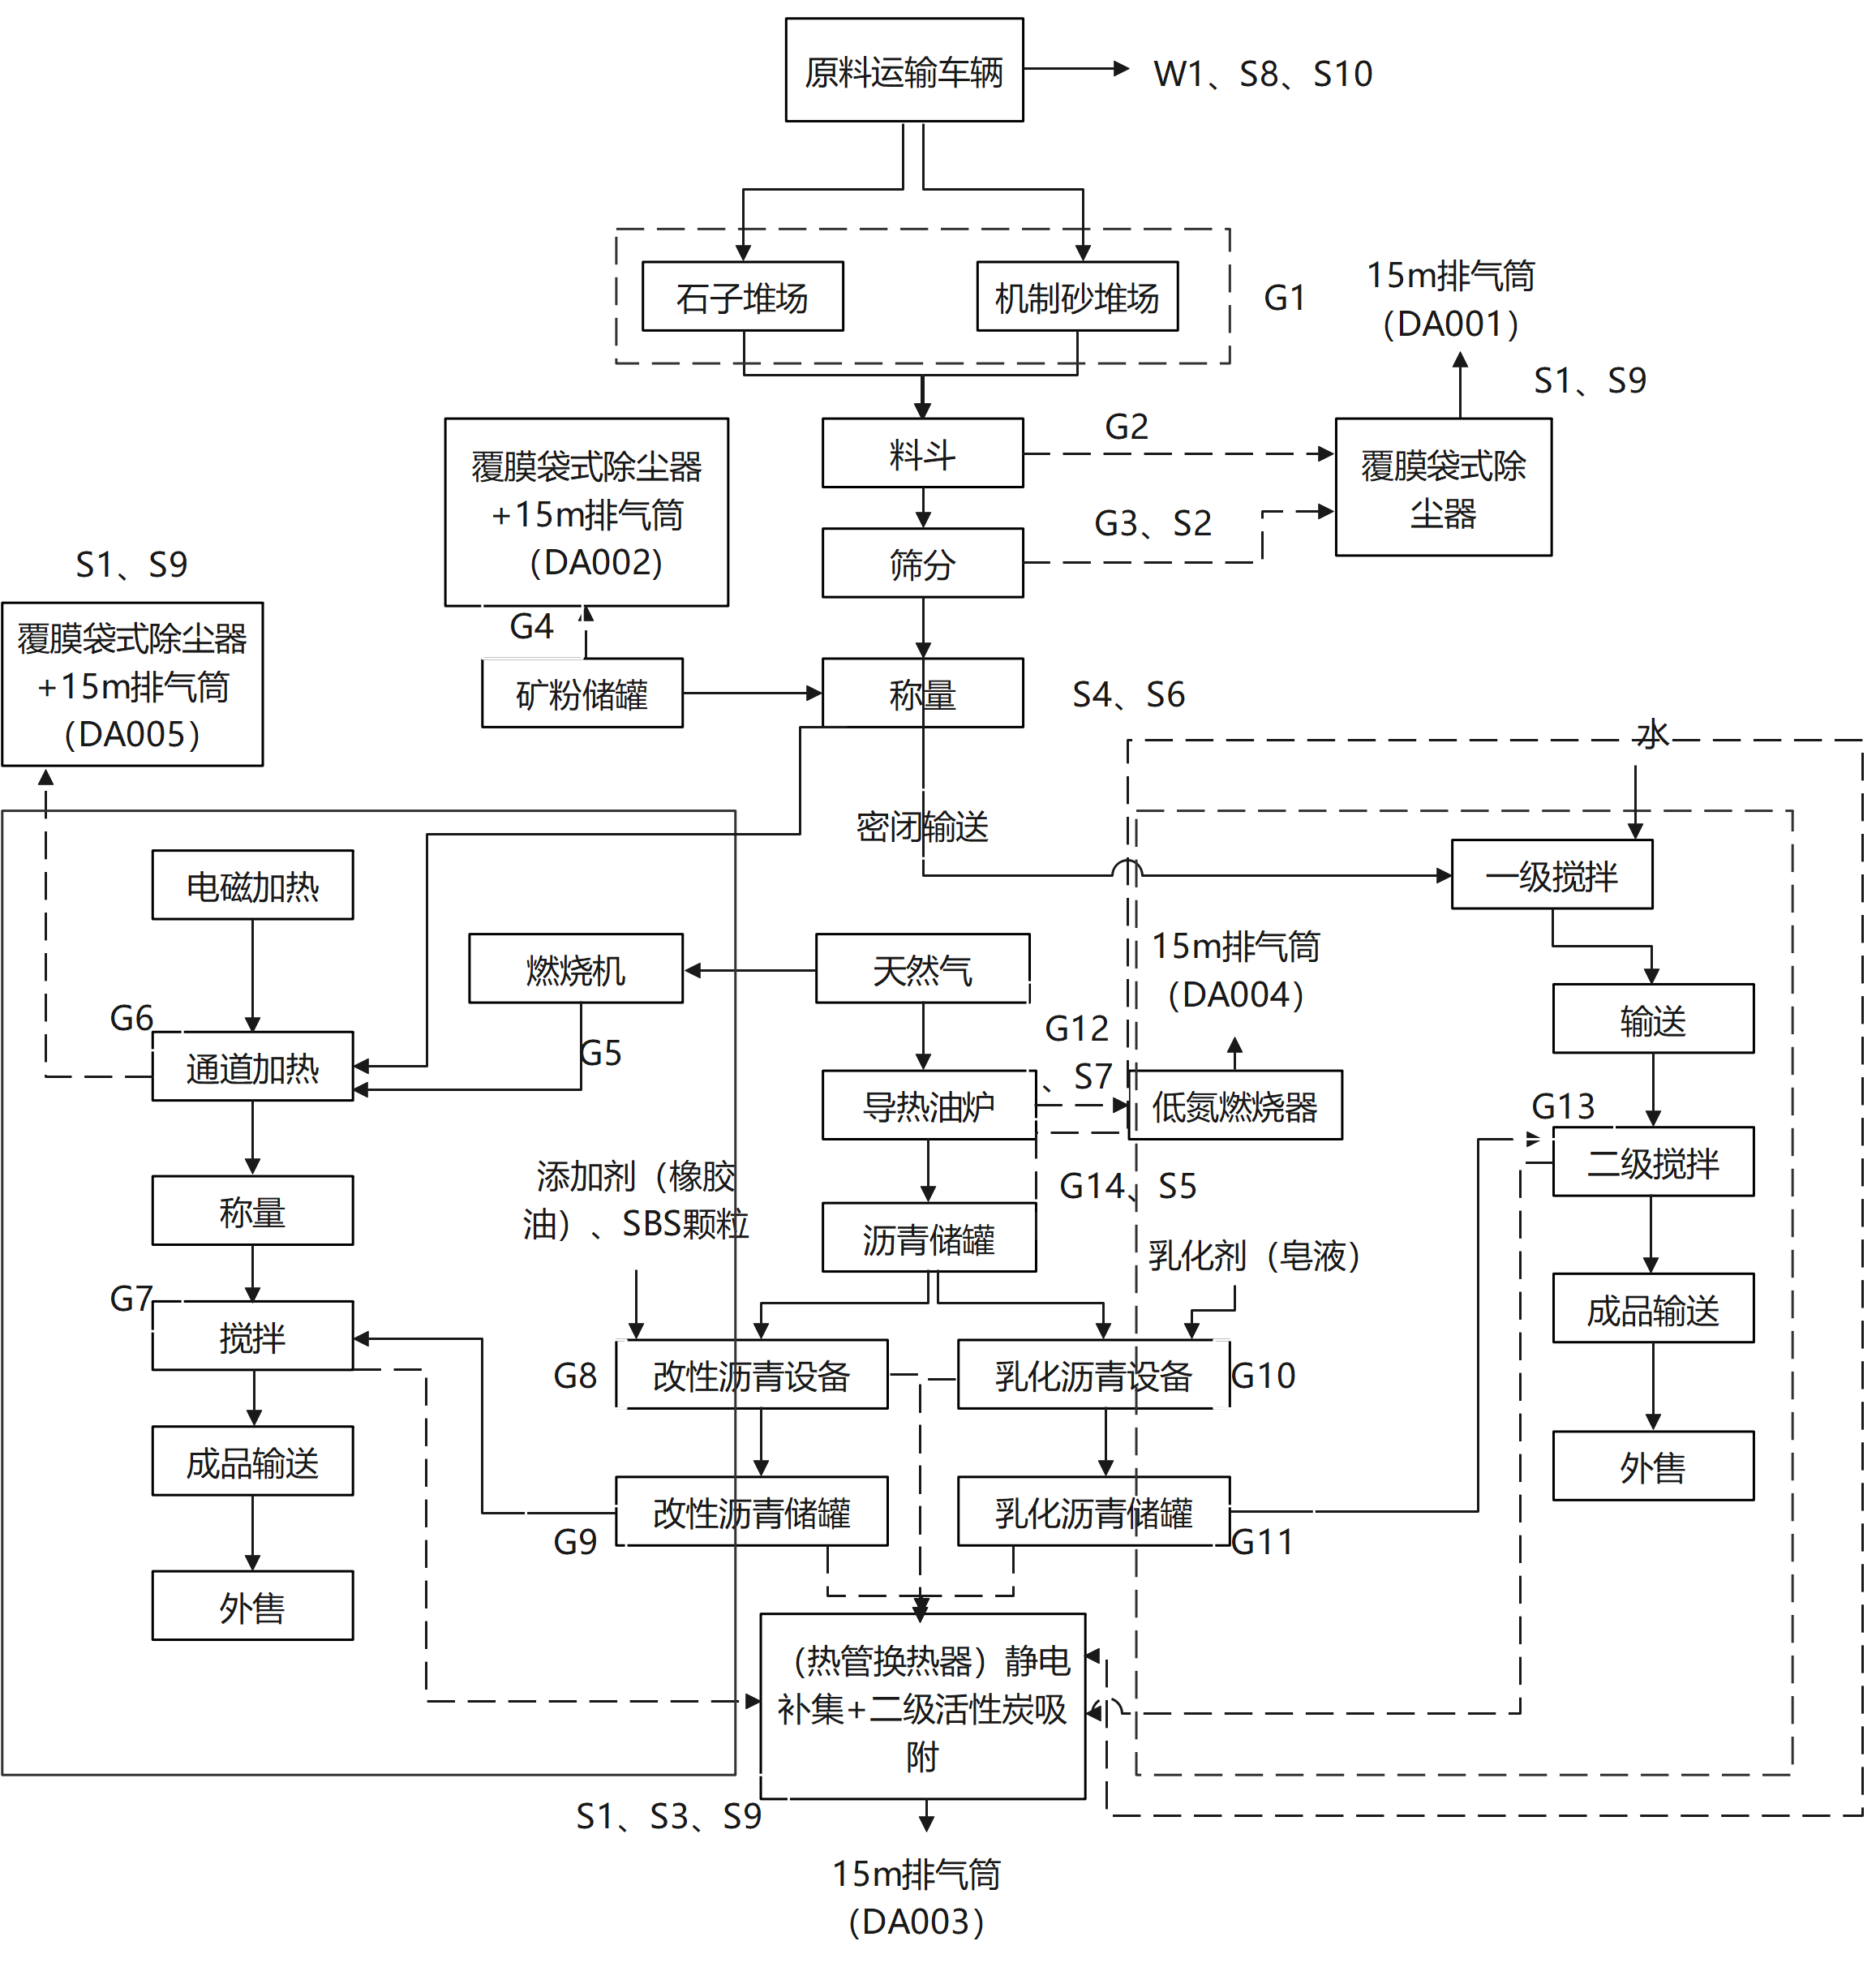 原料运输车辆
W1、S8、S10
石子堆场
机制砂堆场
G1
15m排气筒
（DA001）
S1、S9
料斗
G2
覆膜袋式除
尘器
覆膜袋式除尘器
+15m排气筒
（DA002）
筛分
G3、S2
S1、S9
覆膜袋式除尘器
+15m排气筒
（DA005）
G4
矿粉储罐
称量
S4、S6
水
密闭输送
一级搅拌
电磁加热
燃烧机
天然气
15m排气筒
（DA004）
输送
G6
通道加热
G5
G12
、S7
导热油炉
低氮燃烧器
G13
二级搅拌
添加剂（橡胶
油）、SBS颗粒
G14、S5
称量
沥青储罐
乳化剂（皂液）
成品输送
G7
搅拌
G8
改性沥青设备
乳化沥青设备
G10
成品输送
外售
改性沥青储罐
乳化沥青储罐
G9
G11
外售
（热管换热器）静电
补集+二级活性炭吸
附
S1、S3、S9
15m排气筒
（DA003）